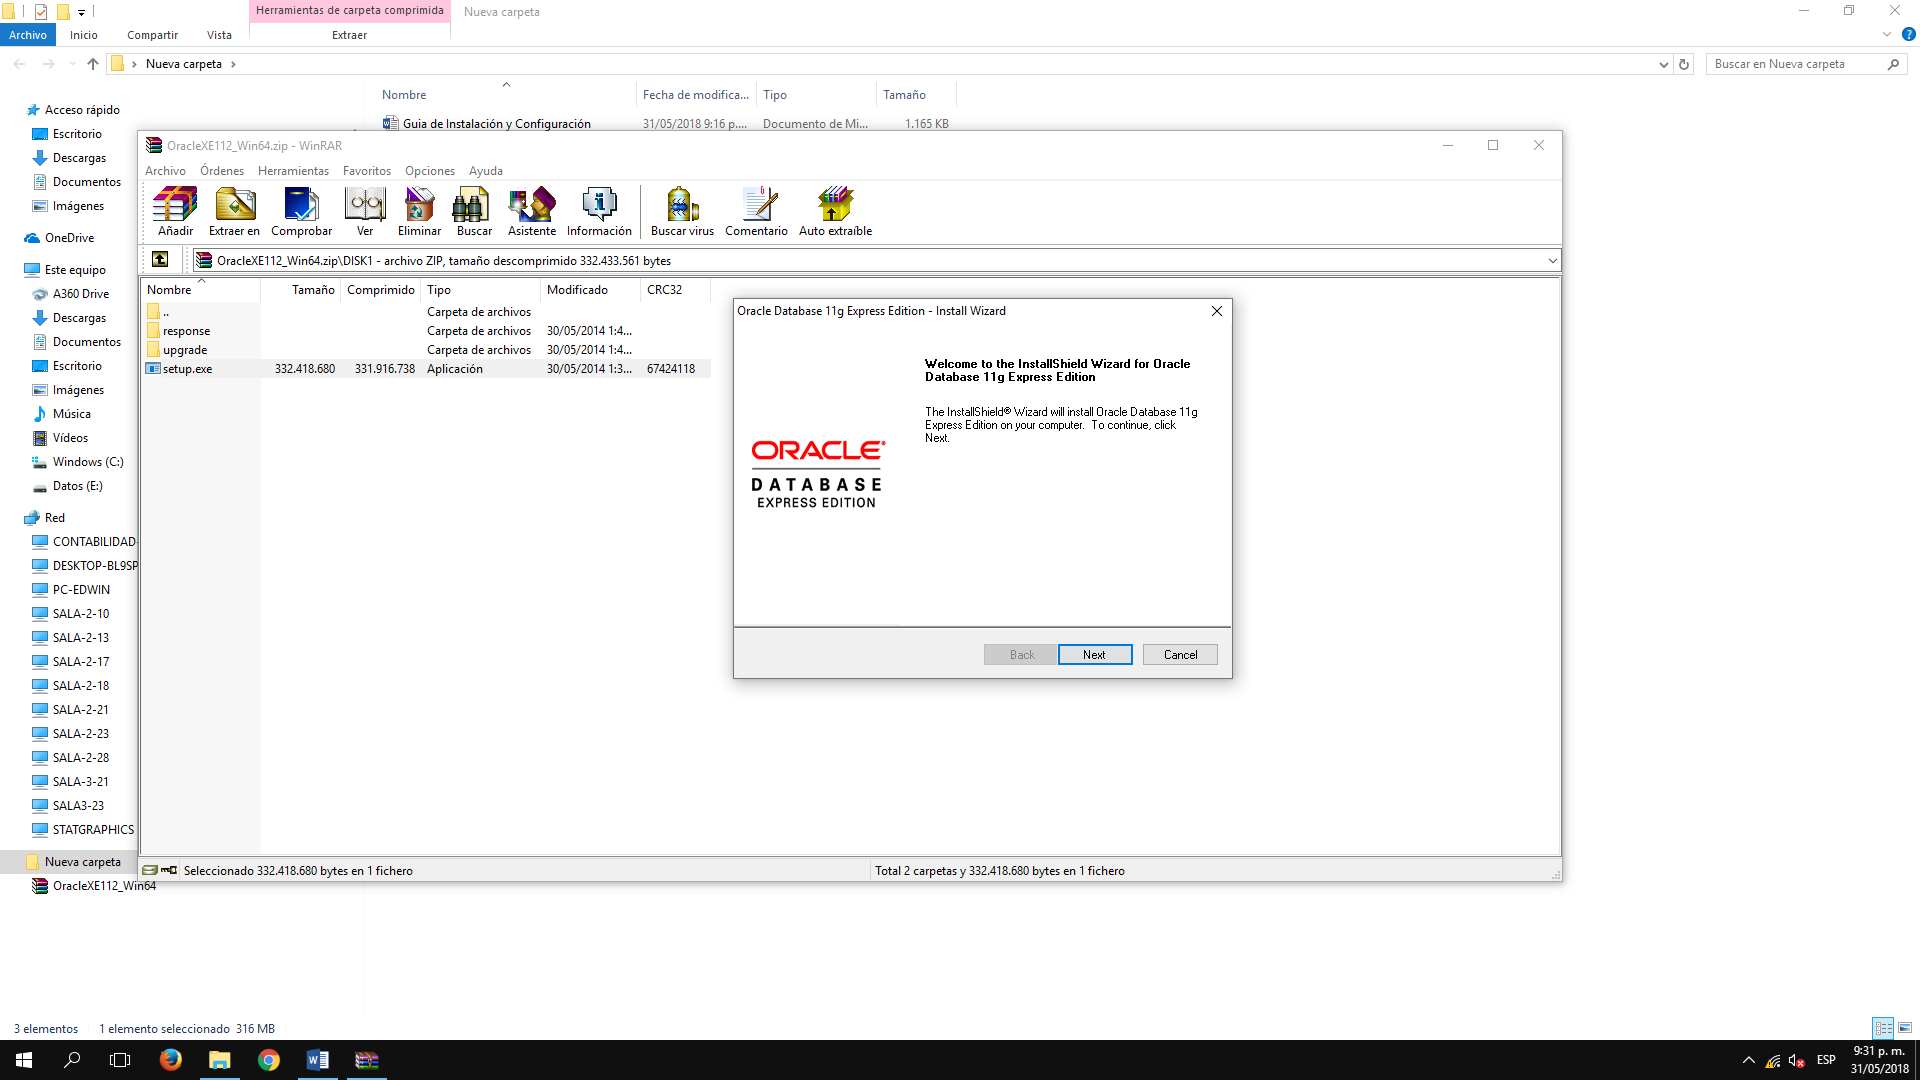 Herramientas de carpeta comprimida
Nueva carpeta
Archivo
Inicio
Compartir
Vista
Extraer
Nueva carpeta
Buscar en Nueva carpeta
Nombre
Fecha de modifica...
Tipo
Tamaño
Guia de Instalación y Configuración
31/05/2018 9:16 p....
Documento de Mi...
1.165 KB
Acceso rápido
Escritorio
Descargas
Documentos
Imágenes
OneDrive
Este equipo
A360 Drive
Descargas
Documentos
Escritorio
Imágenes
Música
Vídeos
Windows (C:)
Datos (E:)
Red
CONTABILIDAD-
DESKTOP-BL9SP
PC-EDWIN
SALA-2-10
SALA-2-13
SALA-2-17
SALA-2-18
SALA-2-21
SALA-2-23
SALA-2-28
SALA-3-21
SALA3-23
STATGRAPHICS
Nueva carpeta
OracleXE112_Win64
OracleXE112_Win64.zip - WinRAR
Archivo
Órdenes
Herramientas
Favoritos
Opciones
Ayuda
Añadir
Extraer en
Comprobar
Ver
Eliminar
Buscar
Asistente
Información
Buscar virus
Comentario
Auto extraíble
OracleXE112_Win64.zip\DISK1 - archivo ZIP, tamaño descomprimido 332.433.561 bytes
Nombre
Tamaño
Comprimido
Tipo
Modificado
CRC32
..
Carpeta de archivos
response
Carpeta de archivos
30/05/2014 1:4...
upgrade
Carpeta de archivos
30/05/2014 1:4...
setup.exe
332.418.680
331.916.738
Aplicación
30/05/2014 1:3...
67424118
Oracle Database 11g Express Edition - Install Wizard
Welcome to the InstallShield Wizard for Oracle
Database 11g Express Edition
The InstallShield® Wizard will install Oracle Database 11g
Express Edition on your computer. To continue, click
Next.
ORACLE®
DATABASE
EXPRESS EDITION
Back
Next
Cancel
Seleccionado 332.418.680 bytes en 1 fichero
Total 2 carpetas y 332.418.680 bytes en 1 fichero
3 elementos
1 elemento seleccionado 316 MB
ESP
9:31 p. m.
31/05/2018